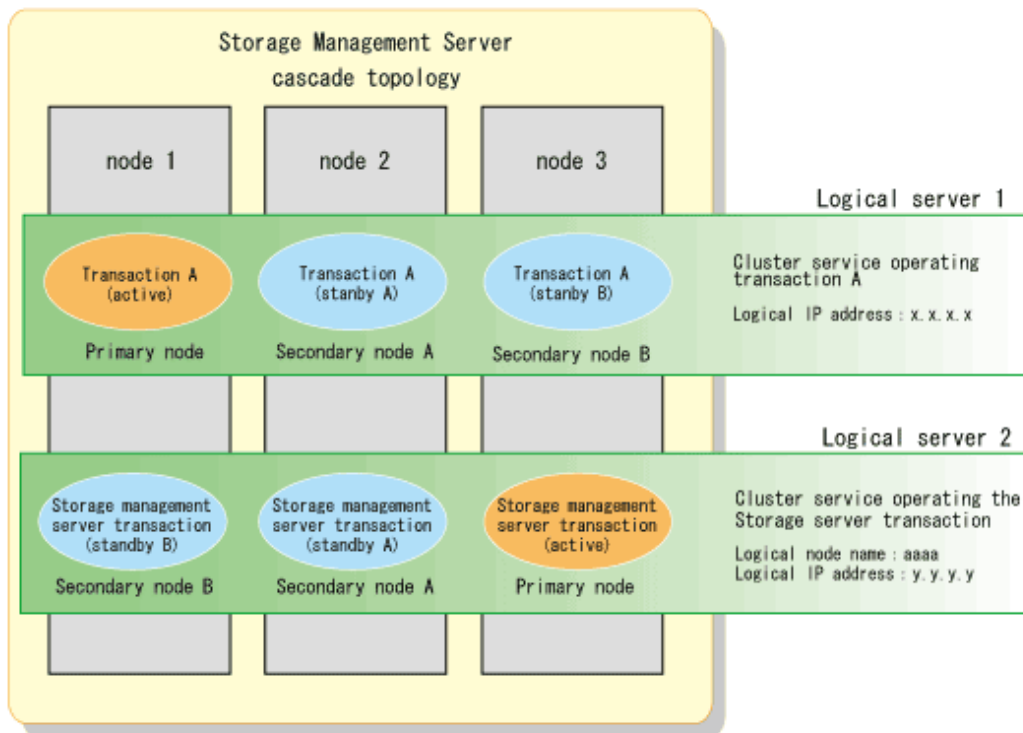 Storage Management Server
cascade topology
node 1
node 2
node 3
Logical server 1
Transaction A
(active)
Transaction A
(stanby A)
Transaction A
(stanby B)
Cluster service operating
transaction A
Logical IP address : x.x.x.x
Primary node
Secondary node A
Secondary node B
Logical server 2
Storage management
server transaction
(standby B)
Storage management
server transaction
(standby A)
Storage management
server transaction
(active)
Cluster service operating the
Storage server transaction
Logical node name : aaaa
Logical IP address : y.y.y.y
Secondary node B
Secondary node A
Primary node